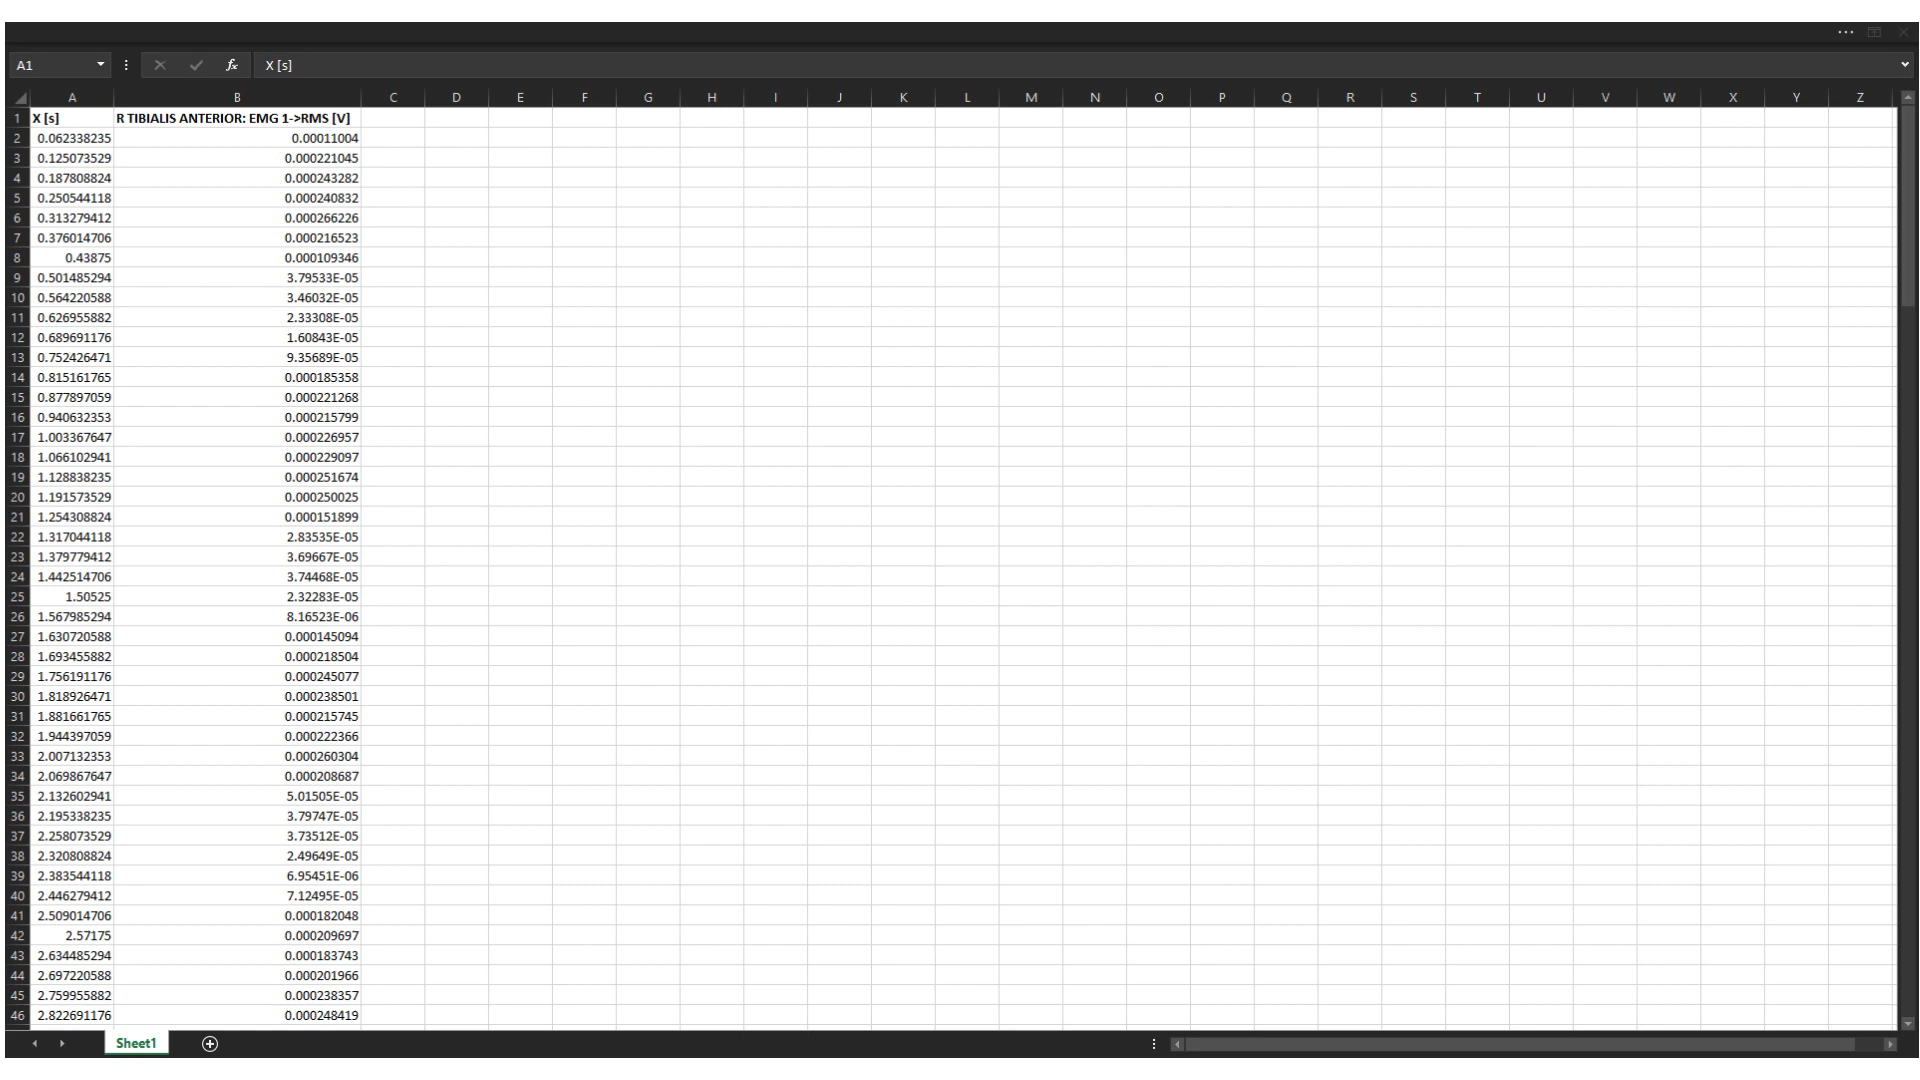 A1 X [s]
A B C D E F G H I J K L M N O P Q R S T U V W X Y Z
1 X [s] R TIBIALIS ANTERIOR: EMG 1->RMS [V]
2 0.062338235 0.00011004
3 0.125073529 0.000221045
4 0.187808824 0.000243282
5 0.250544118 0.000240832
6 0.313279412 0.000266226
7 0.376014706 0.000216523
8 0.43875 0.000109346
9 0.501485294 3.79533E-05
10 0.564220588 3.46032E-05
11 0.626955882 2.33308E-05
12 0.689691176 1.60843E-05
13 0.752426471 9.35689E-05
14 0.815161765 0.000185358
15 0.877897059 0.000221268
16 0.940632353 0.000215799
17 1.003367647 0.000226957
18 1.066102941 0.000229097
19 1.128838235 0.000251674
20 1.191573529 0.000250025
21 1.254308824 0.000151899
22 1.317044118 2.83535E-05
23 1.379779412 3.69667E-05
24 1.442514706 3.74468E-05
25 1.50525 2.32283E-05
26 1.567985294 8.16523E-06
27 1.630720588 0.000145094
28 1.693455882 0.000218504
29 1.756191176 0.000245077
30 1.818926471 0.000238501
31 1.881661765 0.000215745
32 1.944397059 0.000222366
33 2.007132353 0.000260304
34 2.069867647 0.000208687
35 2.132602941 5.01505E-05
36 2.195338235 3.79747E-05
37 2.258073529 3.73512E-05
38 2.320808824 2.49649E-05
39 2.383544118 6.95451E-06
40 2.446279412 7.12495E-05
41 2.509014706 0.000182048
42 2.57175 0.000209697
43 2.634485294 0.000183743
44 2.697220588 0.000201966
45 2.759955882 0.000238357
46 2.822691176 0.000248419
Sheet1